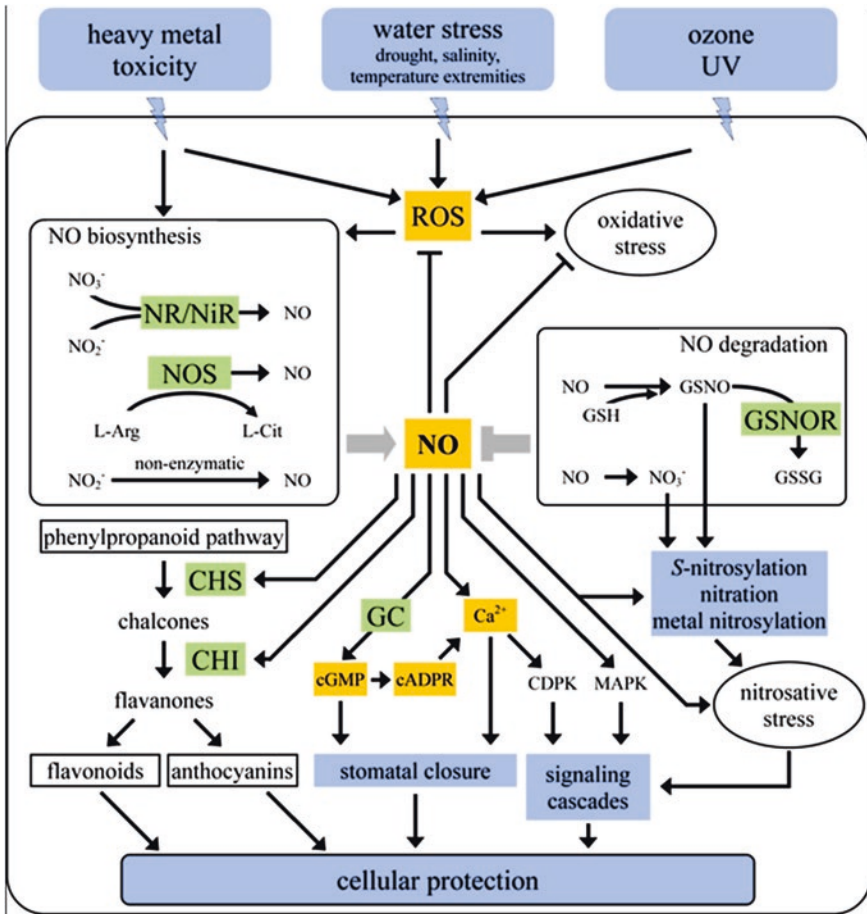 heavy metal
toxicity
water stress
drought, salinity,
temperature extremities
ozone
UV
ROS
oxidative
stress
NO biosynthesis
NO₃⁻
NR/NiR
NO
NO₂⁻
NOS
NO
L-Arg
L-Cit
NO₂⁻
non-enzymatic
NO
NO
NO degradation
NO
GSNO
GSH
GSNOR
GSSG
NO
NO₃⁻
phenylpropanoid pathway
CHS
chalcones
CHI
flavanones
flavonoids
anthocyanins
GC
Ca²⁺
cGMP
cADPR
CDPK
MAPK
S-nitrosylation
nitration
metal nitrosylation
nitrosative
stress
stomatal closure
signaling
cascades
cellular protection